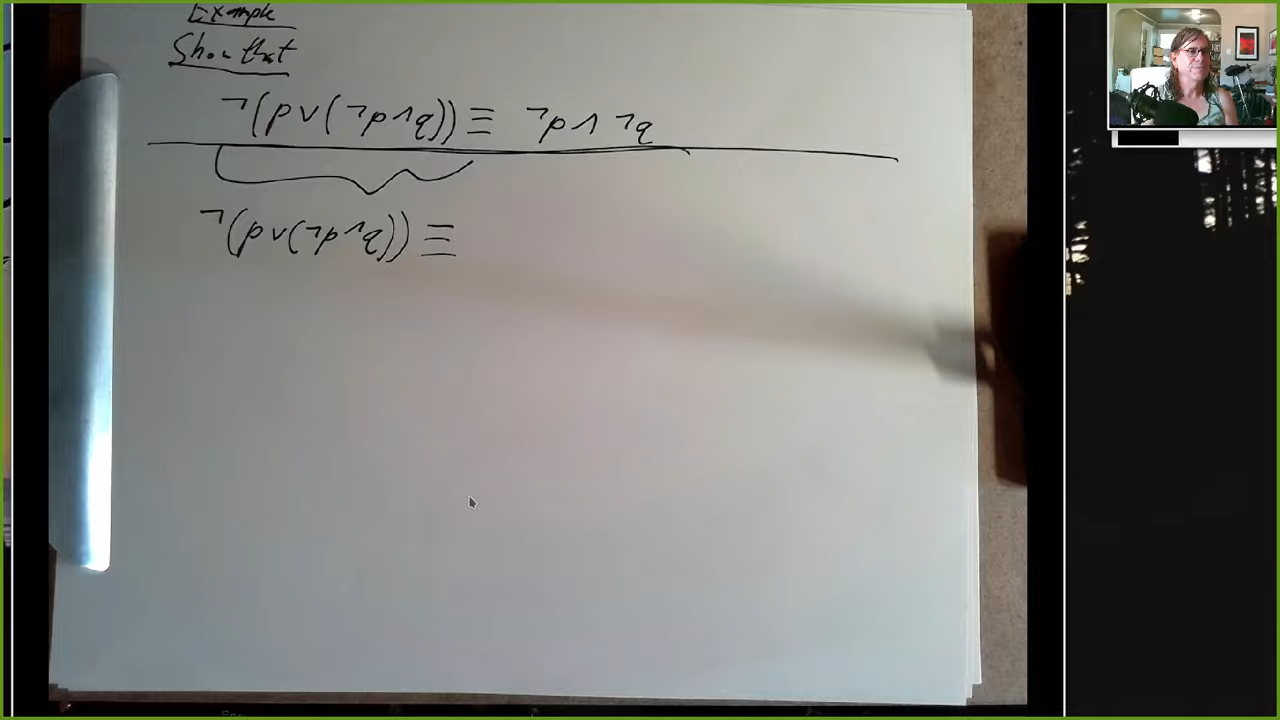 Example
Show that
¬(p∨(¬p∧q)) ≡ ¬p∧¬q
¬(p∨(¬p∧q)) ≡